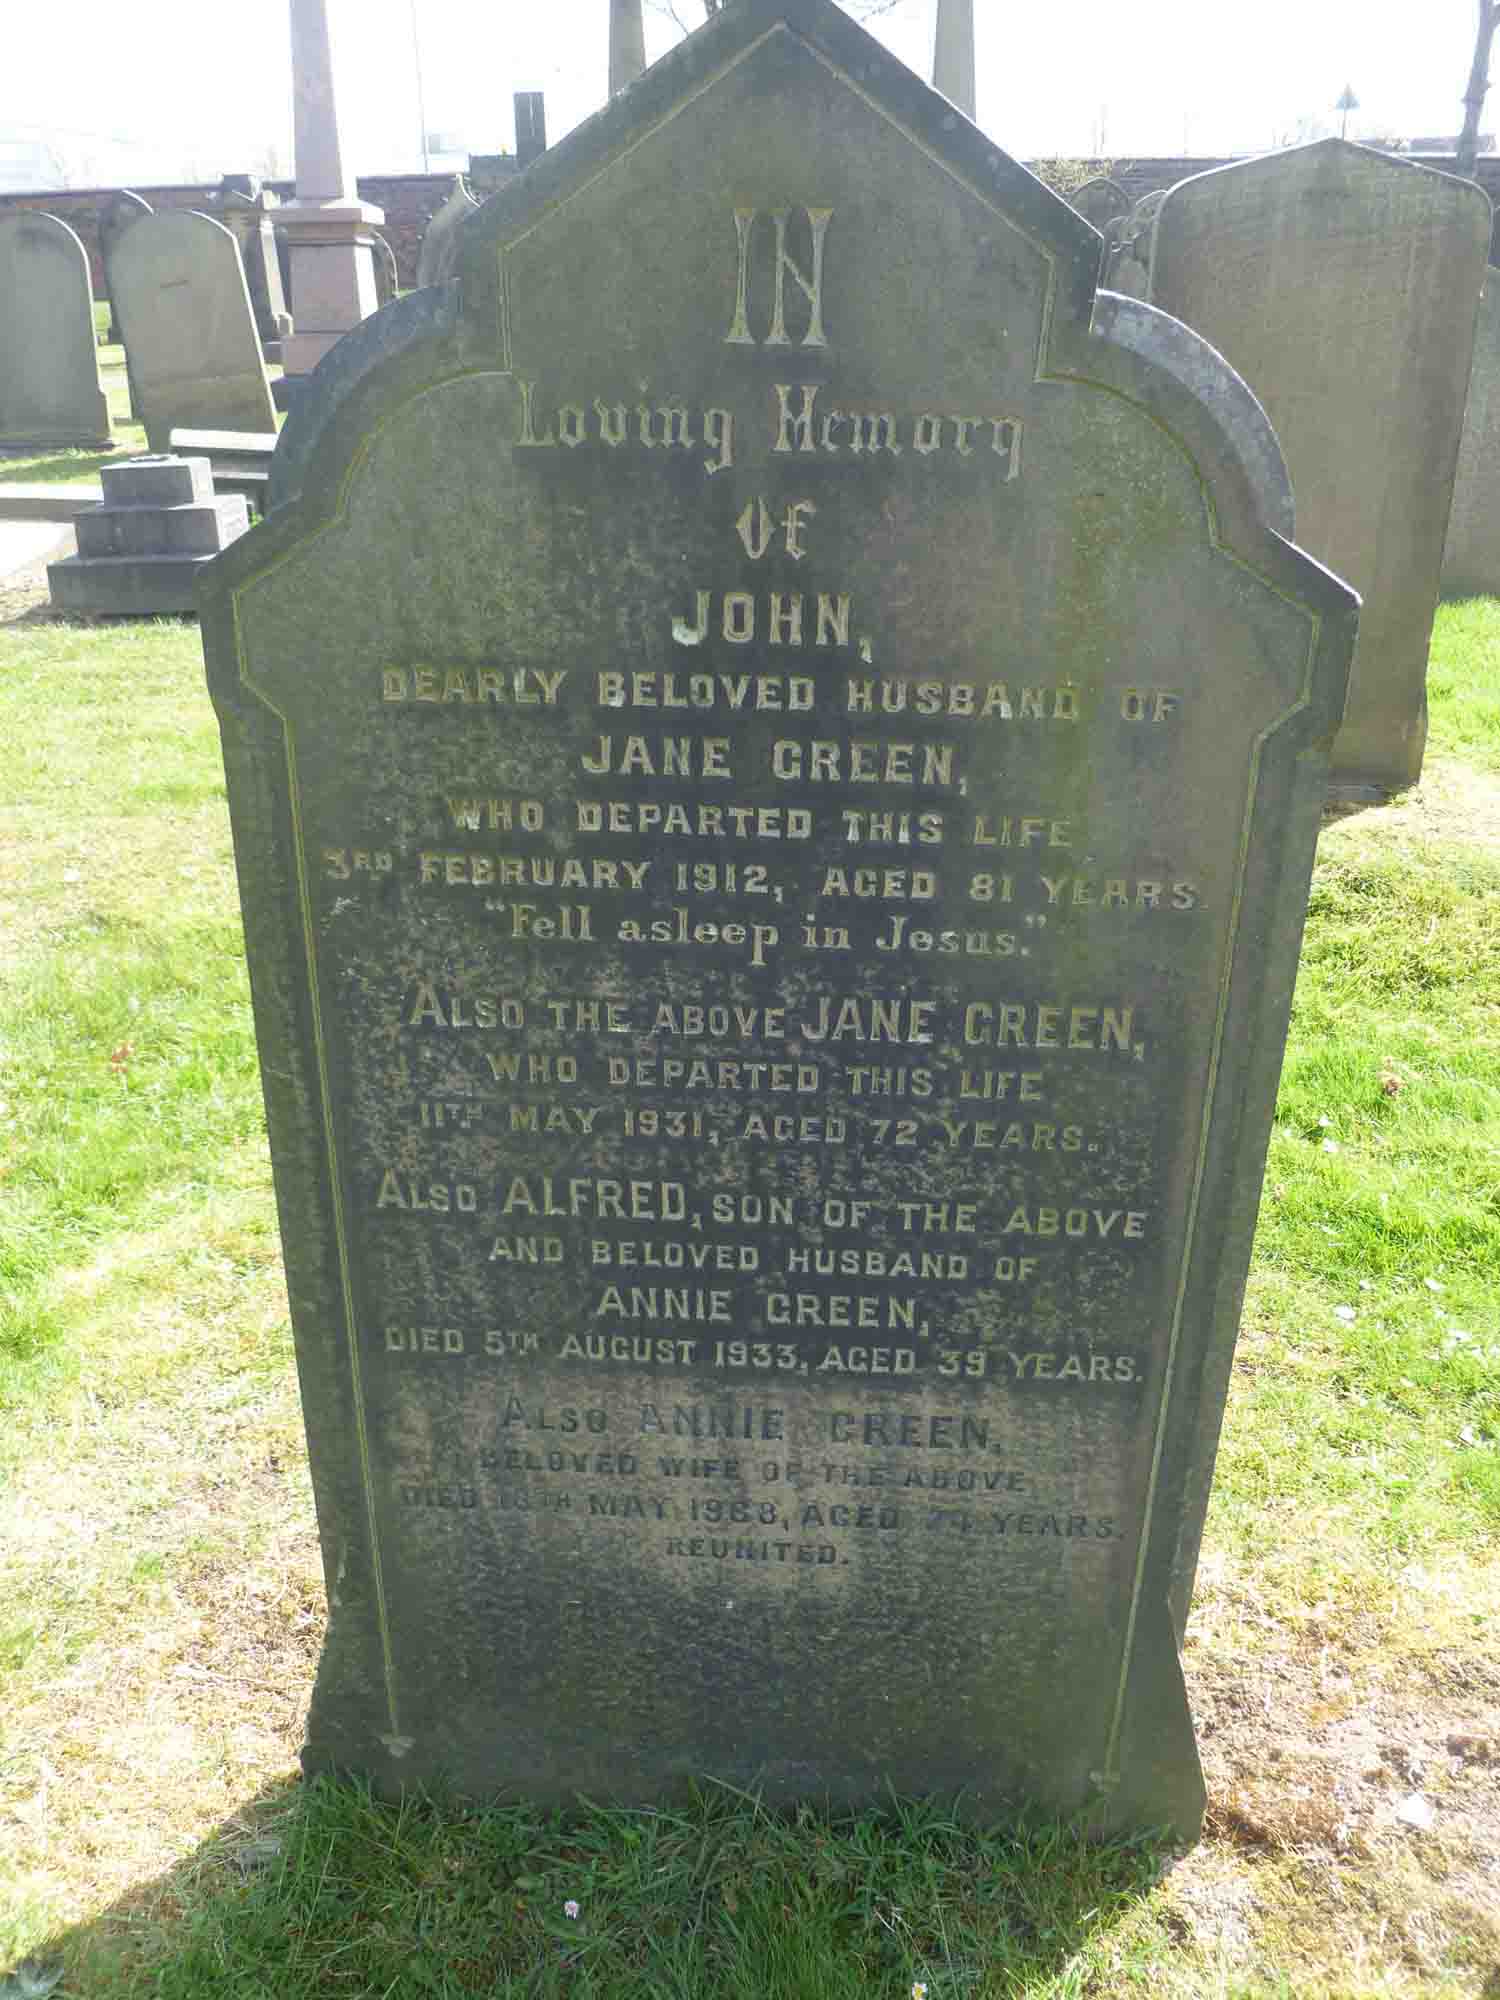 IN
Loving Memory
Of
JOHN,
DEARLY BELOVED HUSBAND OF
JANE GREEN,
WHO DEPARTED THIS LIFE
3RD FEBRUARY 1912, AGED 81 YEARS.
"Fell asleep in Jesus."
ALSO THE ABOVE JANE GREEN,
WHO DEPARTED THIS LIFE
11TH MAY 1931, AGED 72 YEARS.
ALSO ALFRED, SON OF THE ABOVE
AND BELOVED HUSBAND OF
ANNIE GREEN,
DIED 5TH AUGUST 1933, AGED 39 YEARS.
ALSO ANNIE GREEN,
BELOVED WIFE OF THE ABOVE,
DIED MAY 1968, AGED 74 YEARS.
REUNITED.